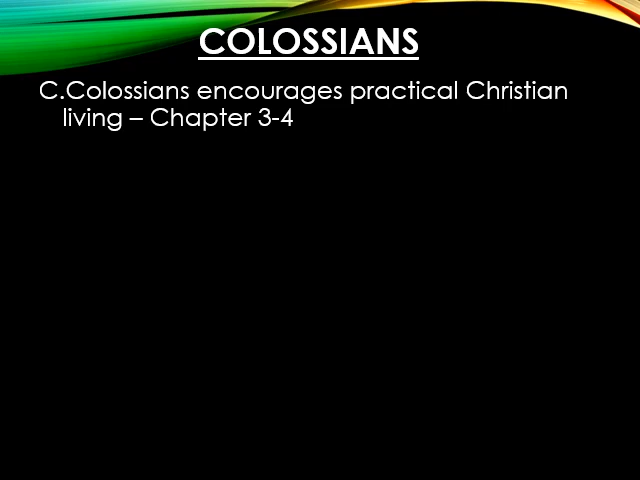 COLOSSIANS
C.Colossians encourages practical Christian
living – Chapter 3-4